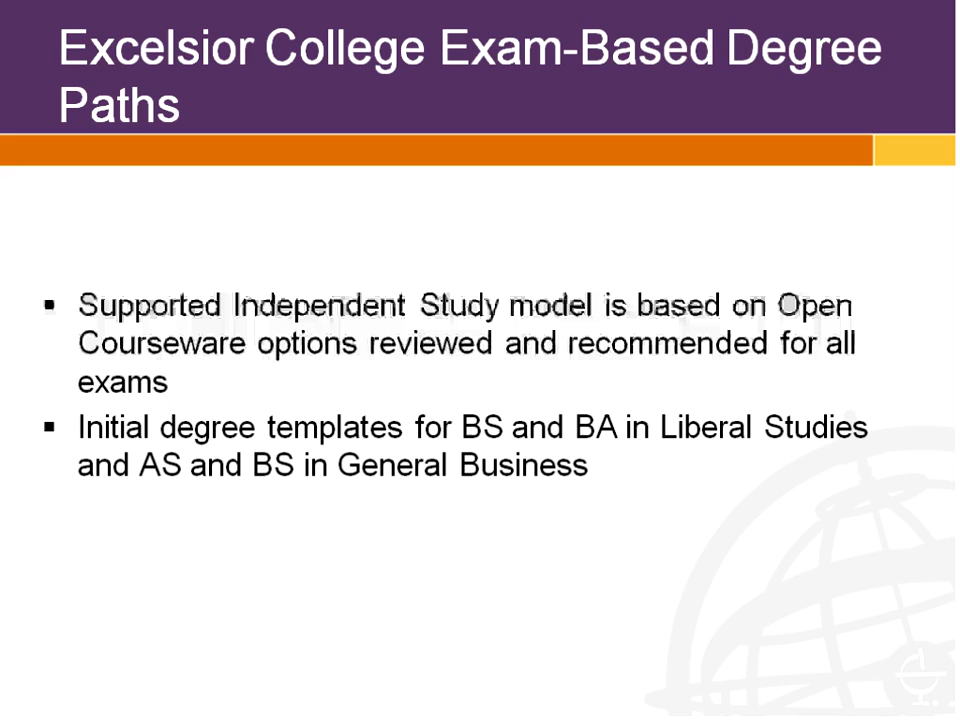 Excelsior College Exam-Based Degree
Paths
▪ Supported Independent Study model is based on Open
Courseware options reviewed and recommended for all
exams
▪ Initial degree templates for BS and BA in Liberal Studies
and AS and BS in General Business